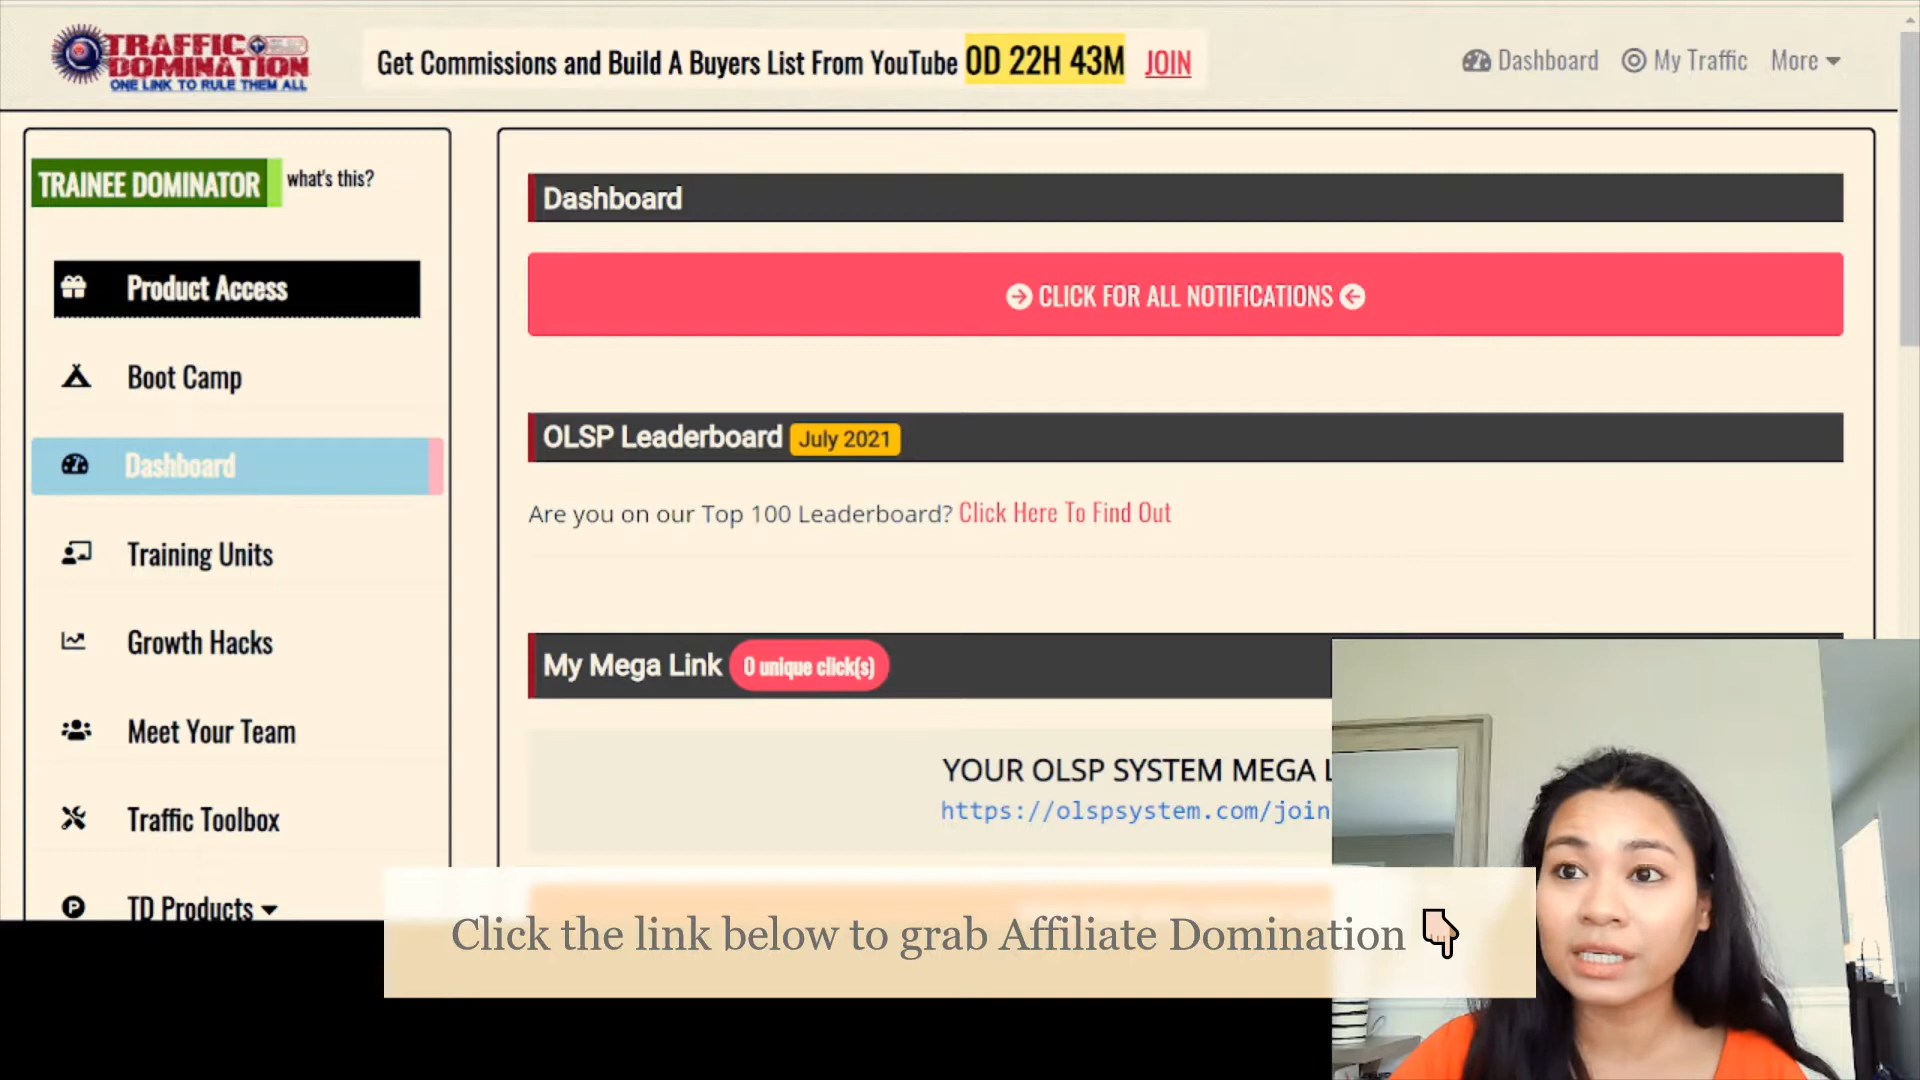 TRAFFIC
DOMINATION
ONE LINK TO RULE THEM ALL
Get Commissions and Build A Buyers List From YouTube 0D 22H 43M JOIN
Dashboard My Traffic More
TRAINEE DOMINATOR what's this?
Product Access
Boot Camp
Dashboard
Training Units
Growth Hacks
Meet Your Team
Traffic Toolbox
TD Products
Dashboard
CLICK FOR ALL NOTIFICATIONS
OLSP Leaderboard July 2021
Are you on our Top 100 Leaderboard? Click Here To Find Out
My Mega Link 0 unique click(s)
YOUR OLSP SYSTEM MEGA L
https://olspsystem.com/join
Click the link below to grab Affiliate Domination